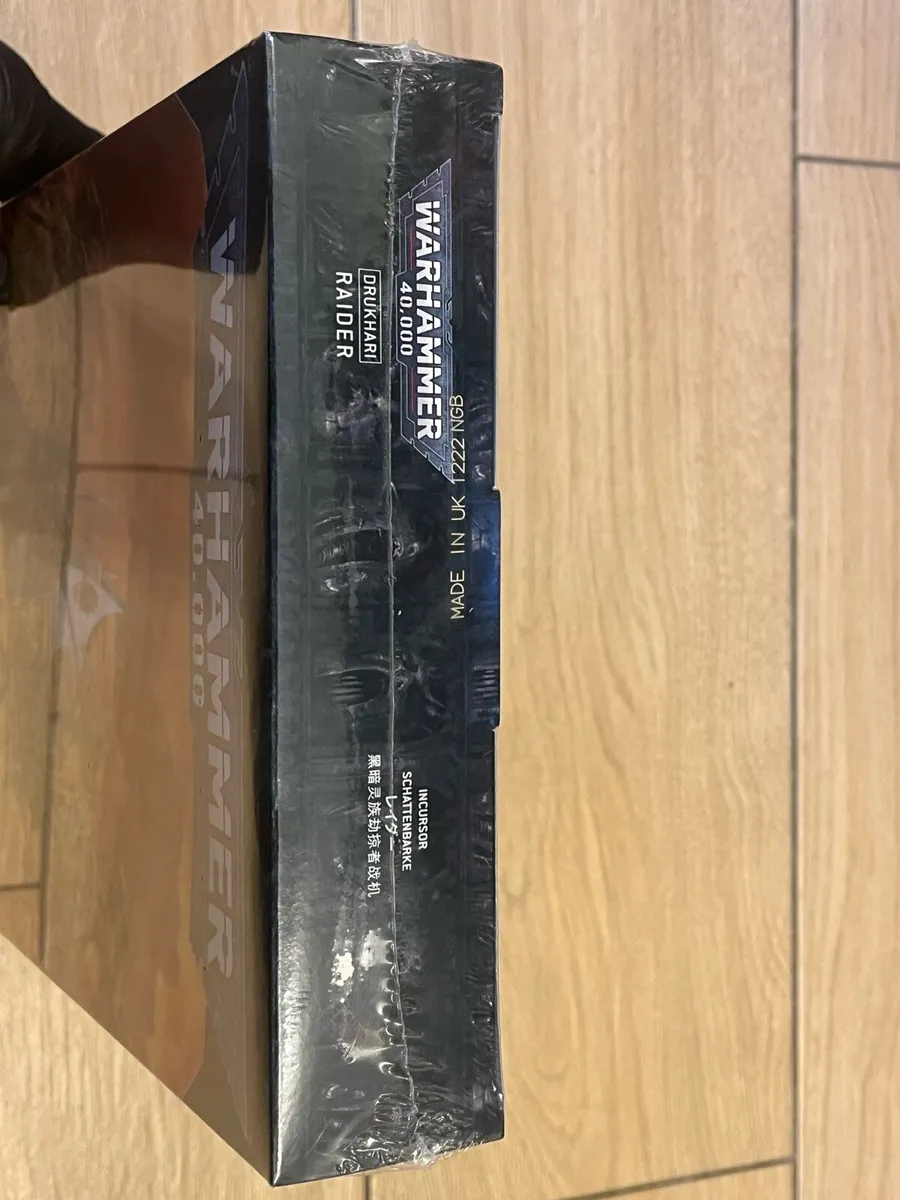 WARHAMMER
40,000
DRUKHARI
RAIDER
MADE IN UK 1222 NGB
INCURSOR
SCHATTENBARKE
レイダー
黑暗灵族劫掠者战机
WARHAMMER
40,000